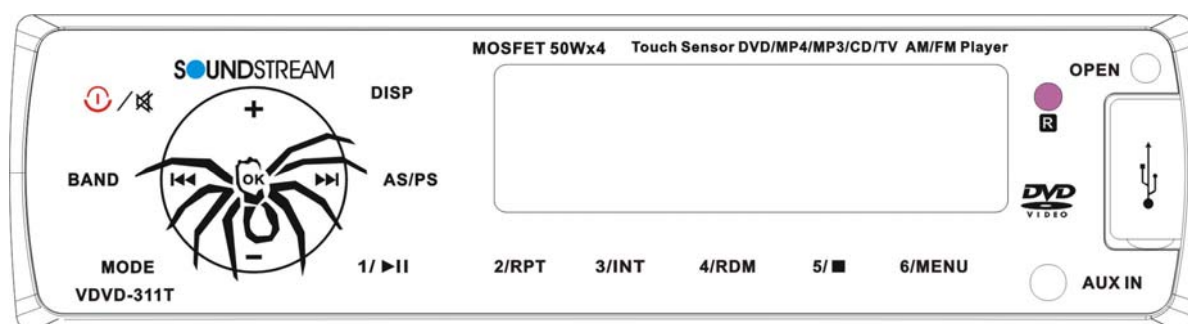 MOSFET 50Wx4 Touch Sensor DVD/MP4/MP3/CD/TV AM/FM Player
SOUNDSTREAM
OPEN
DISP
/
+
R
BAND
OK
AS/PS
DVD
VIDEO
-
MODE
1/
2/RPT
3/INT
4/RDM
5/
6/MENU
VDVD-311T
AUX IN